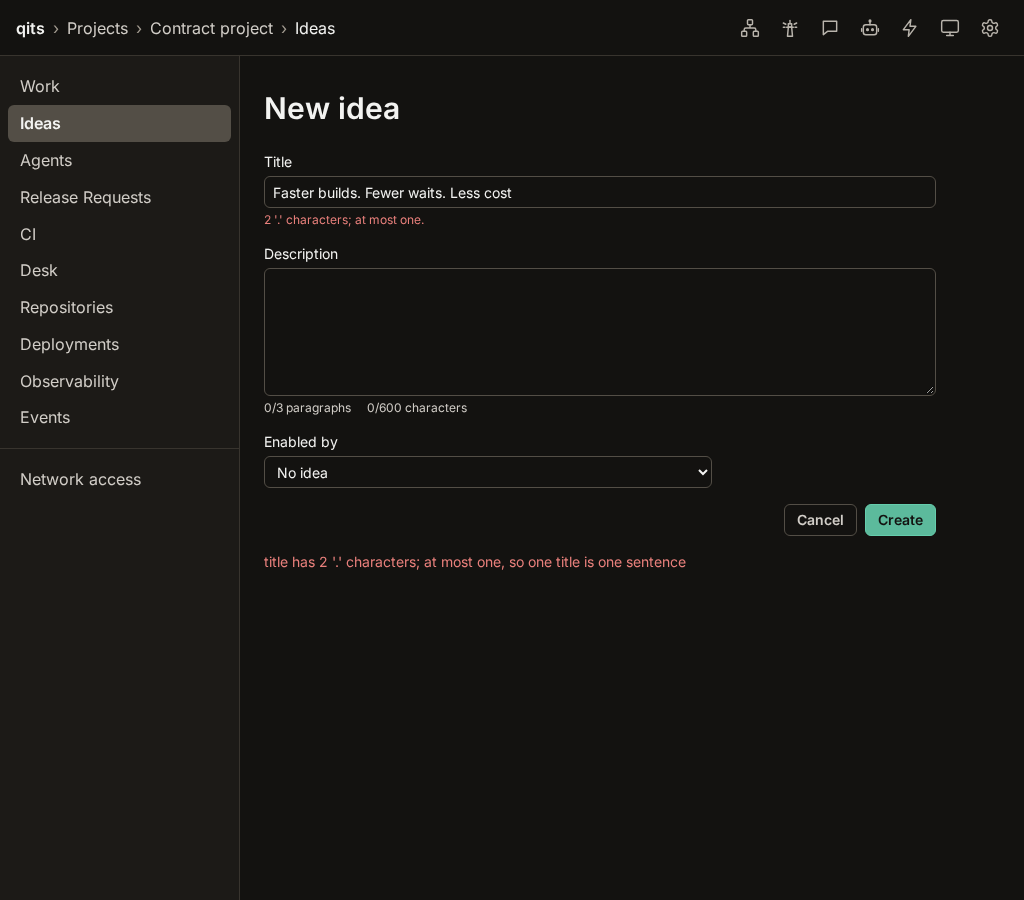 qits › Projects › Contract project › Ideas
Work
Ideas
Agents
Release Requests
CI
Desk
Repositories
Deployments
Observability
Events
Network access
New idea
Title
Faster builds. Fewer waits. Less cost
2 '.' characters; at most one.
Description
0/3 paragraphs 0/600 characters
Enabled by
No idea
Cancel Create
title has 2 '.' characters; at most one, so one title is one sentence